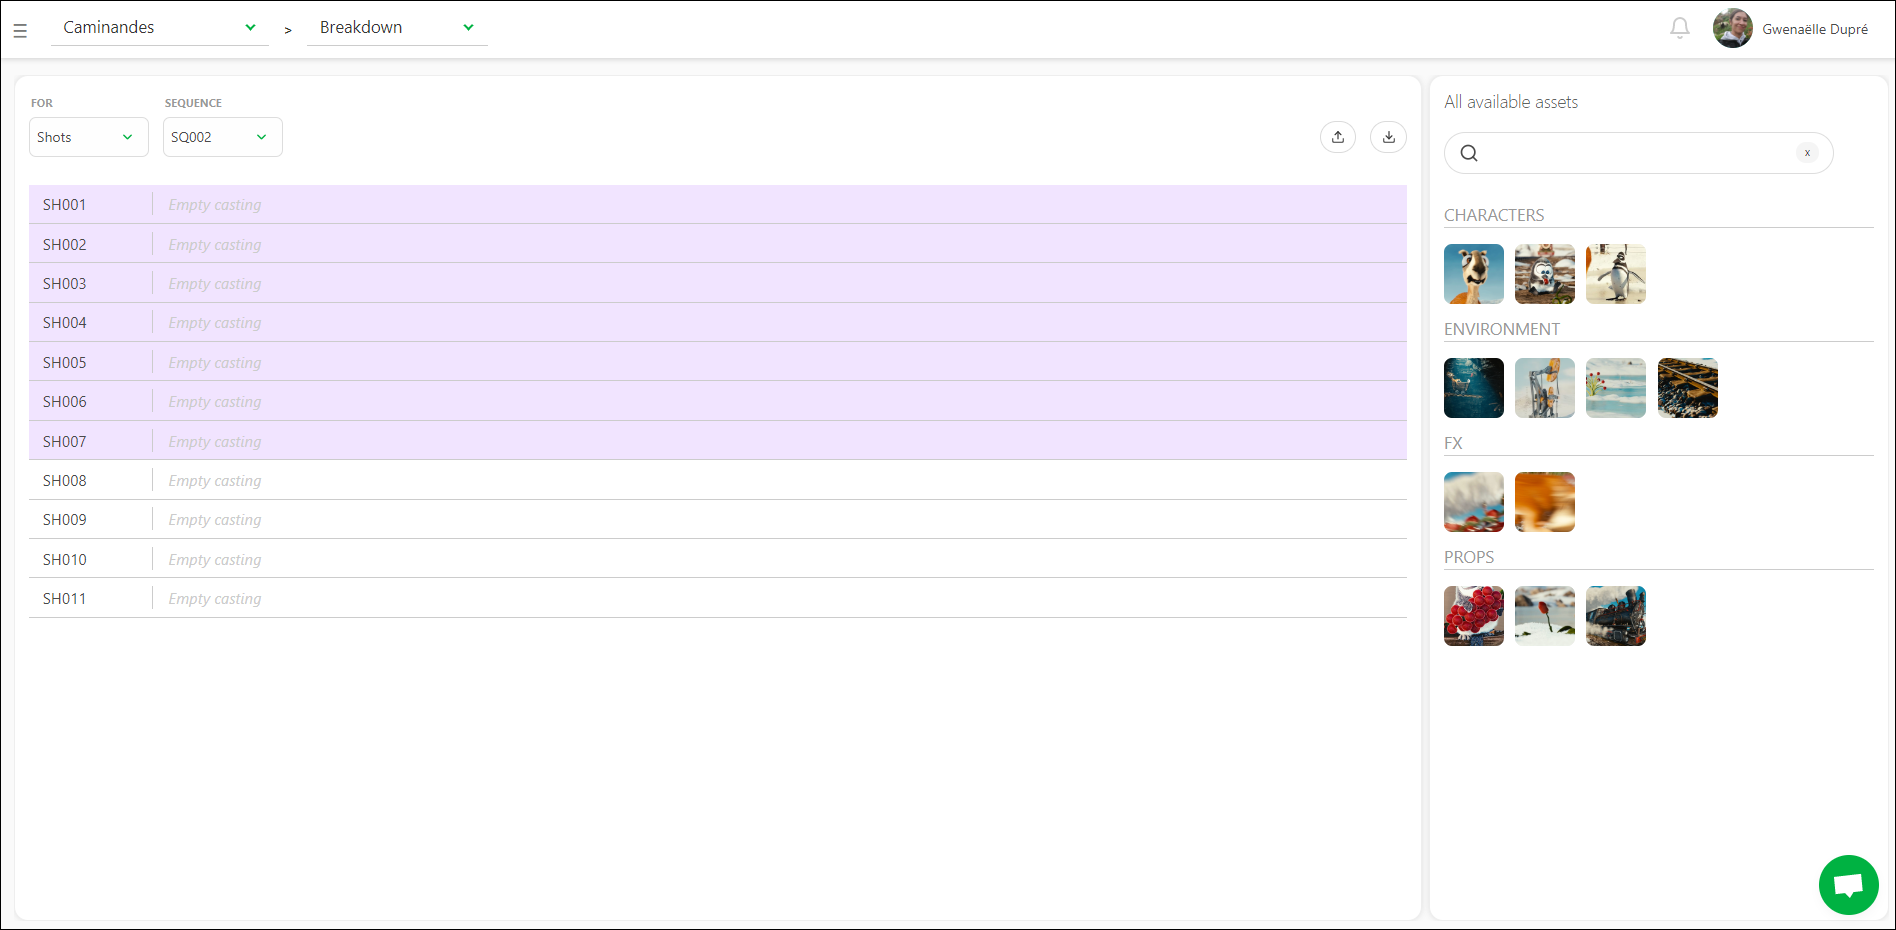 Caminandes > Breakdown Gwenaëlle Dupré
FOR SEQUENCE
Shots SQ002
SH001 Empty casting
SH002 Empty casting
SH003 Empty casting
SH004 Empty casting
SH005 Empty casting
SH006 Empty casting
SH007 Empty casting
SH008 Empty casting
SH009 Empty casting
SH010 Empty casting
SH011 Empty casting
All available assets
x
CHARACTERS
ENVIRONMENT
FX
PROPS